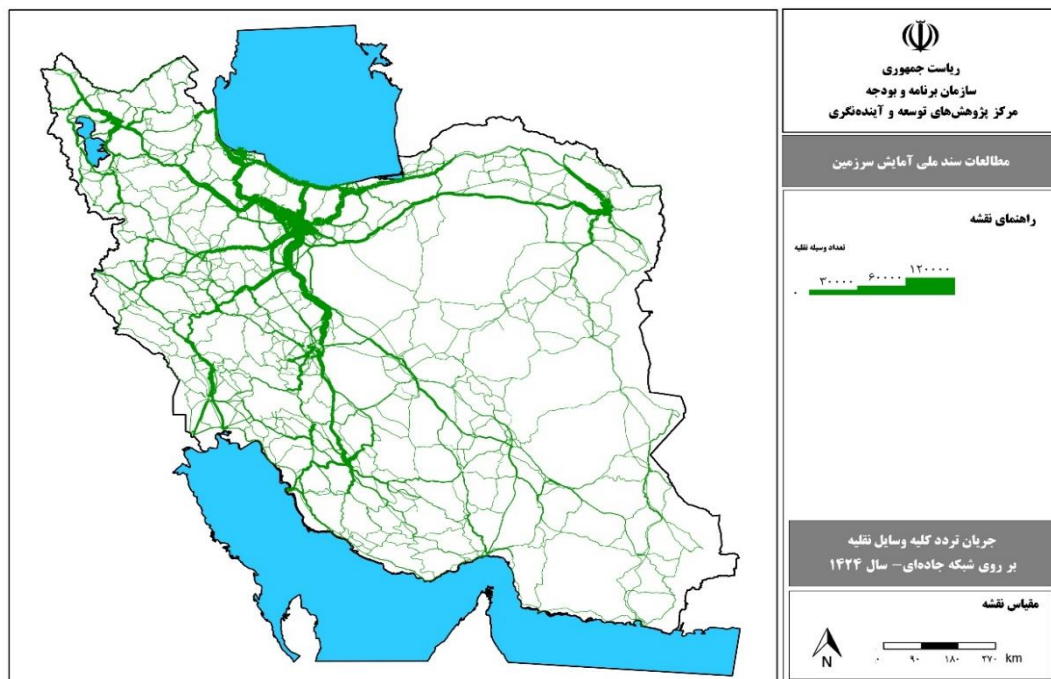 ریاست جمهوری
سازمان برنامه و بودجه
مرکز پژوهش‌های توسعه و آینده‌نگری
مطالعات سند ملی آمایش سرزمین
راهنمای نقشه
تعداد وسیله نقلیه
۰ ۳۰۰۰۰ ۶۰۰۰۰ ۱۲۰۰۰۰
جریان تردد کلیه وسایل نقلیه
بر روی شبکه جاده‌ای- سال ۱۴۲۴
مقیاس نقشه
N
۰ ۹۰ ۱۸۰ ۲۷۰ km